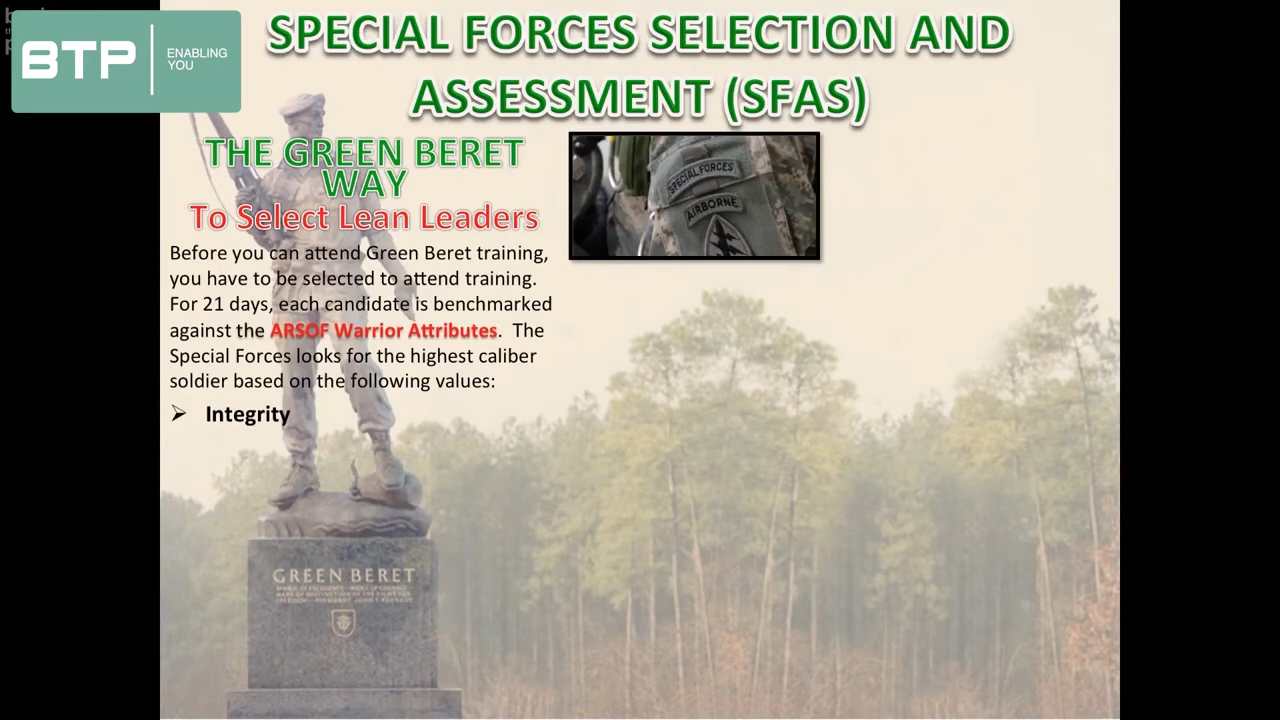 BTP
ENABLING
YOU
SPECIAL FORCES SELECTION AND
ASSESSMENT (SFAS)
THE GREEN BERET
WAY
To Select Lean Leaders
Before you can attend Green Beret training,
you have to be selected to attend training.
For 21 days, each candidate is benchmarked
against the ARSOF Warrior Attributes. The
Special Forces looks for the highest caliber
soldier based on the following values:
➢ Integrity
SPECIAL FORCES
AIRBORNE
GREEN BERET